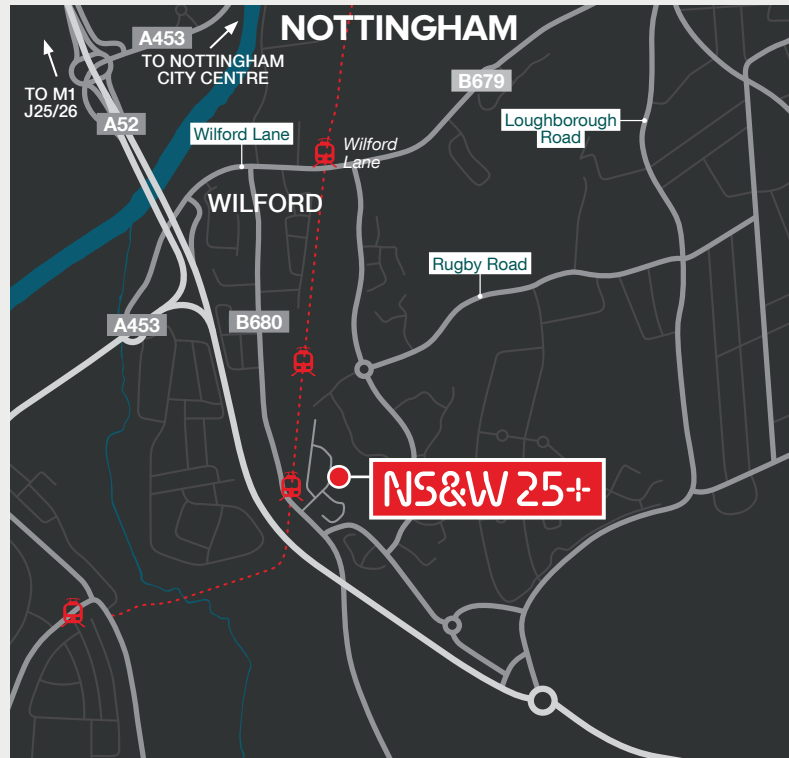 NOTTINGHAM
A453
TO NOTTINGHAM
CITY CENTRE
TO M1
J25/26
A52
B679
Loughborough
Road
Wilford Lane
Wilford
Lane
WILFORD
Rugby Road
A453
B680
NS&W 25+